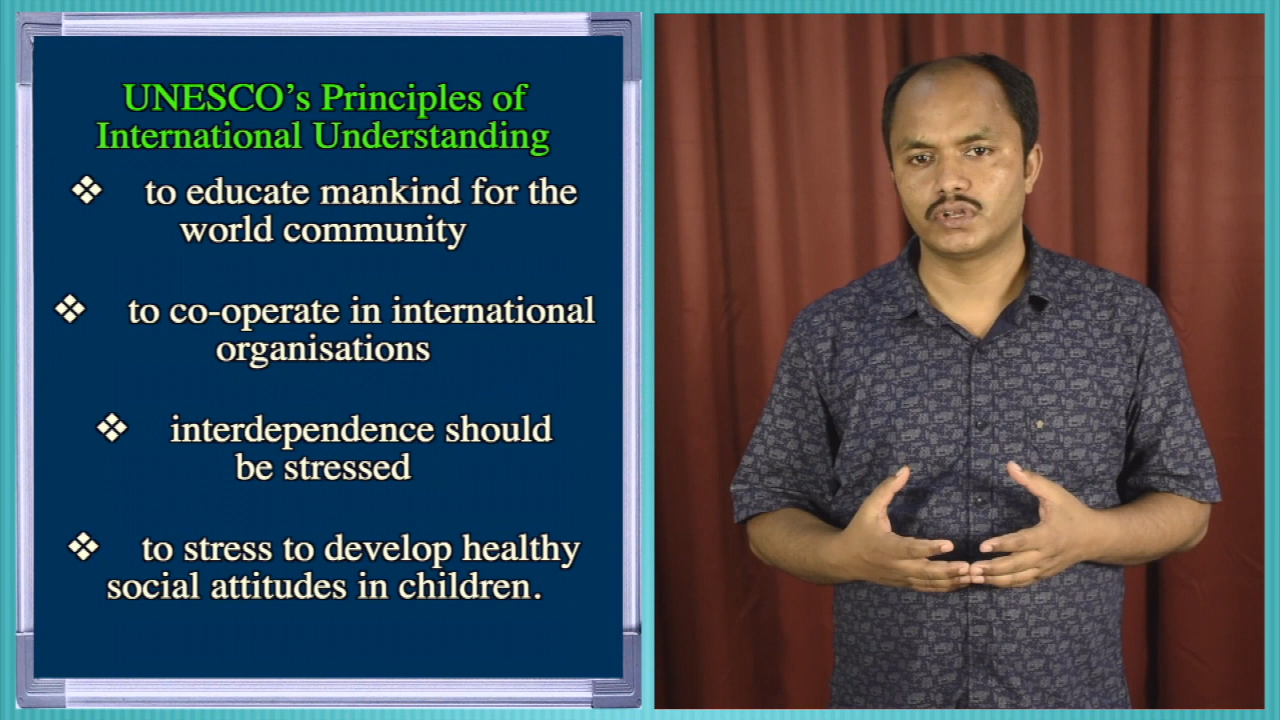 UNESCO’s Principles of
International Understanding
❖ to educate mankind for the
world community
❖ to co-operate in international
organisations
❖ interdependence should
be stressed
❖ to stress to develop healthy
social attitudes in children.